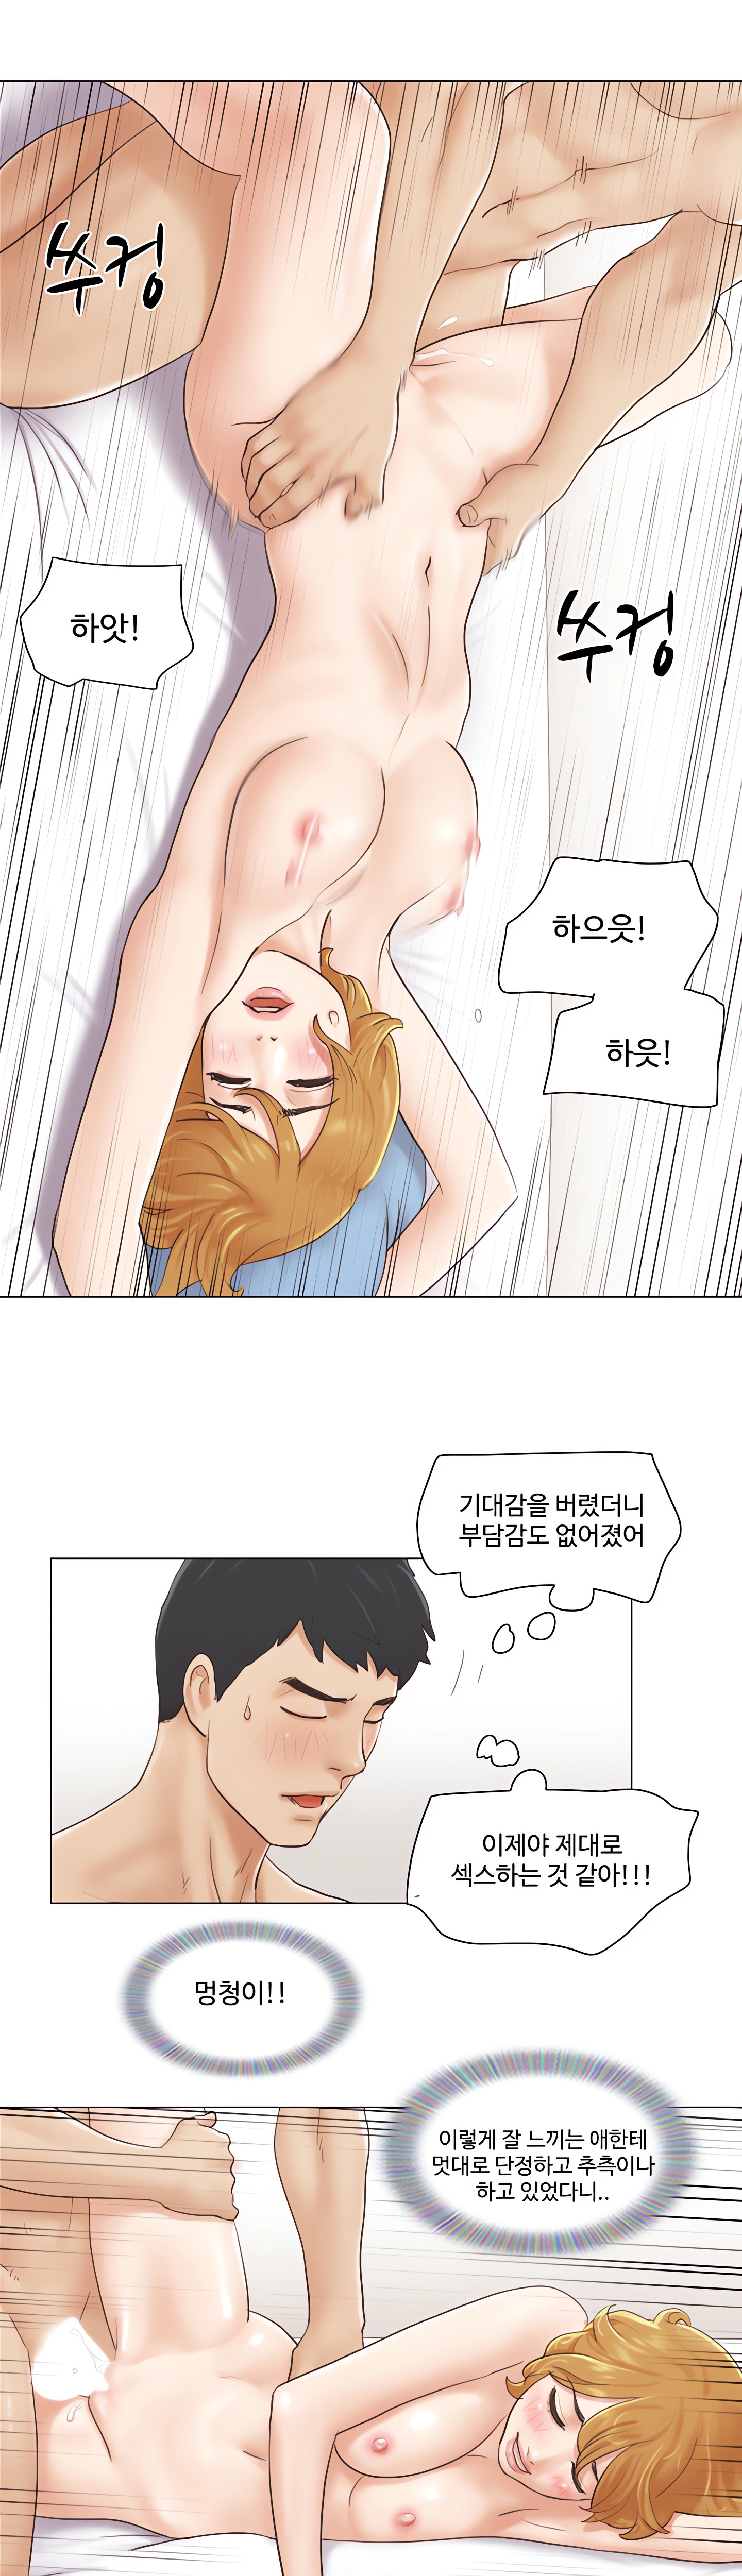 쑤컹
하앗!
쑤컹
하으읏!
하읏!
기대감을 버렸더니
부담감도 없어졌어
이제야 제대로
섹스하는 것 같아!!!
멍청이!!
이렇게 잘 느끼는 애한테
멋대로 단정하고 추측이나
하고 있었다니..